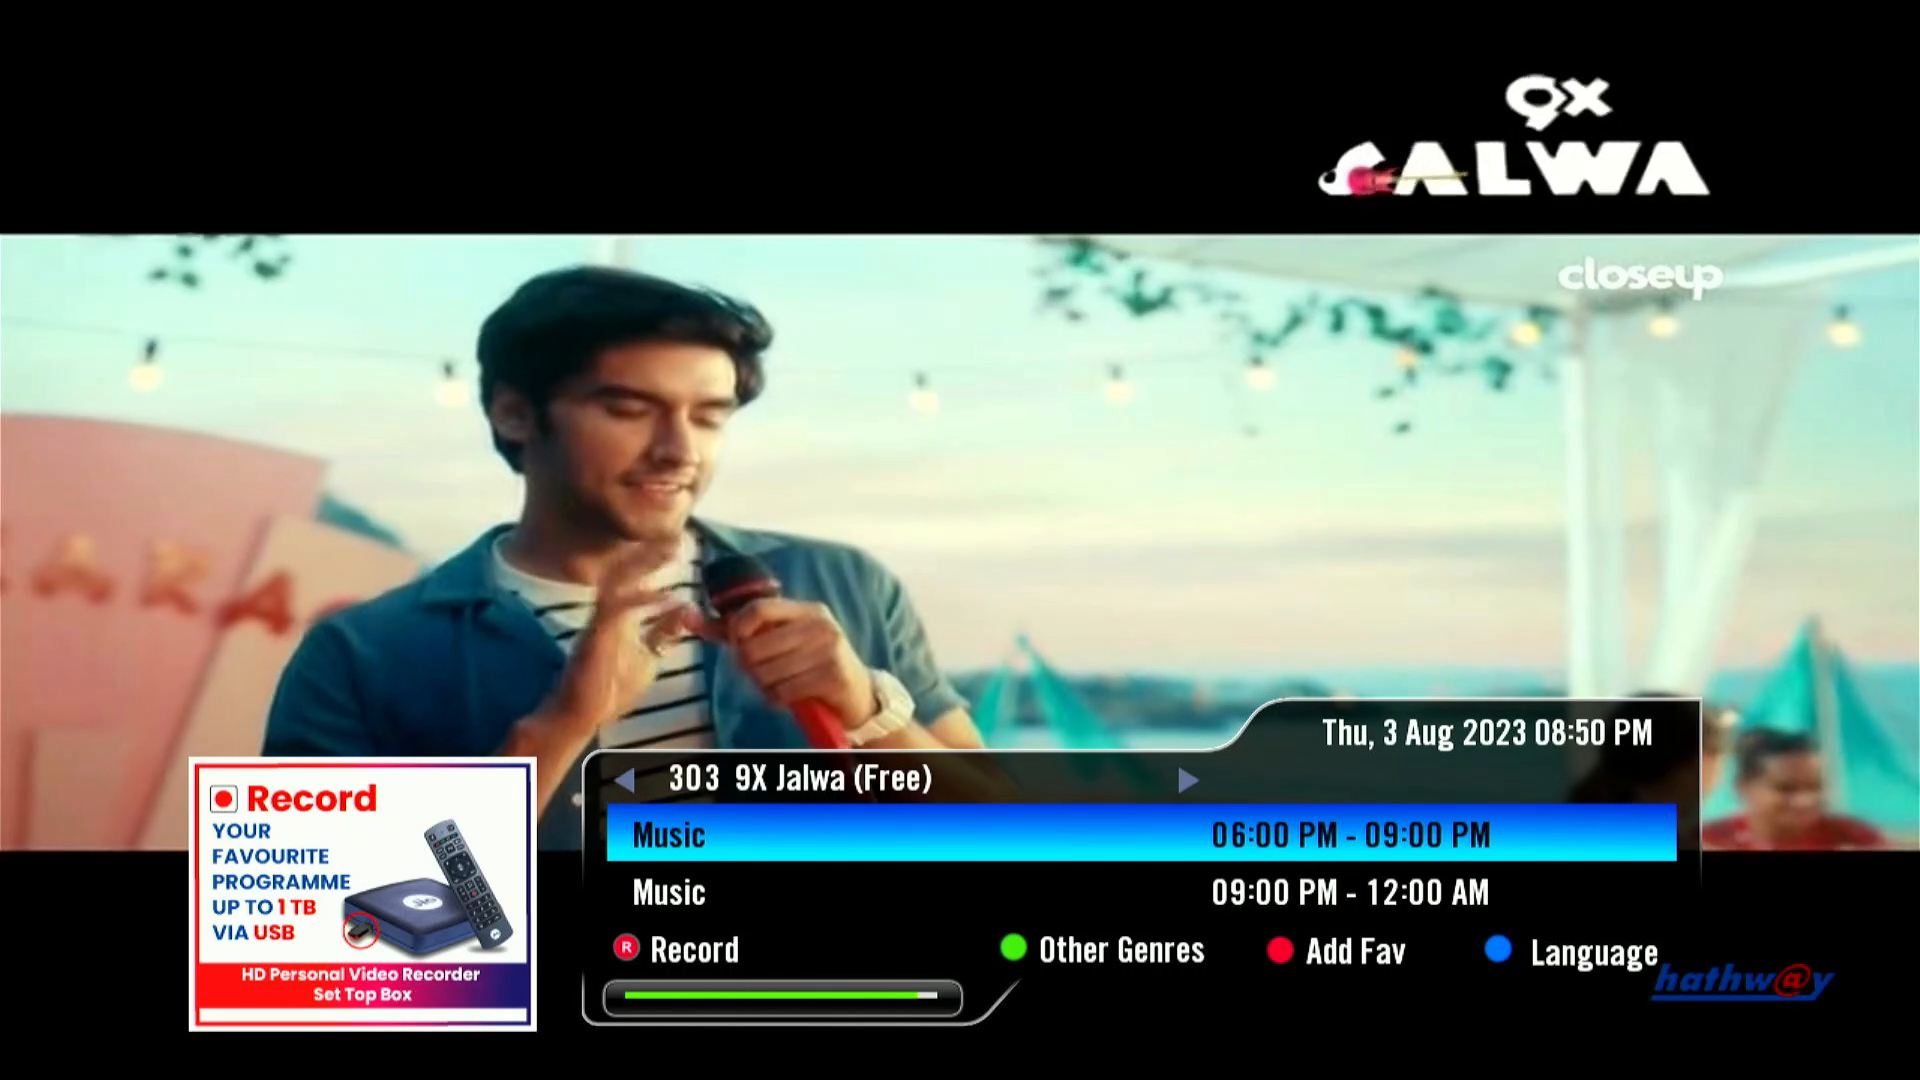 9x
JALWA
closeup
Thu, 3 Aug 2023 08:50 PM
303 9X Jalwa (Free)
Music 06:00 PM - 09:00 PM
Music 09:00 PM - 12:00 AM
R Record Other Genres Add Fav Language
hathw@y
Record
YOUR
FAVOURITE
PROGRAMME
UP TO 1 TB
VIA USB
HD Personal Video Recorder
Set Top Box